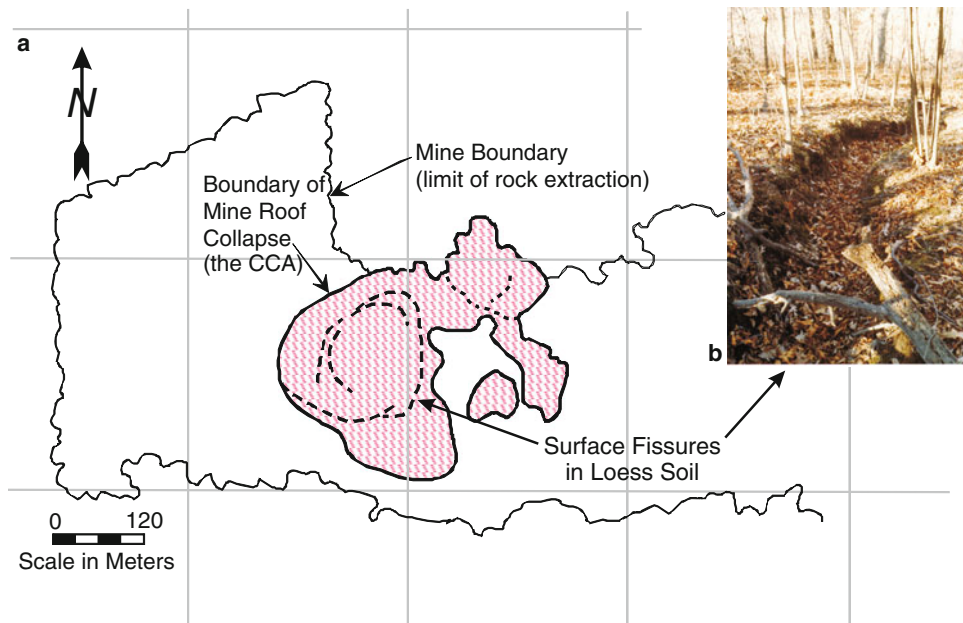 a
N
Mine Boundary
(limit of rock extraction)
Boundary of
Mine Roof
Collapse
(the CCA)
b
Surface Fissures
in Loess Soil
0 120
Scale in Meters